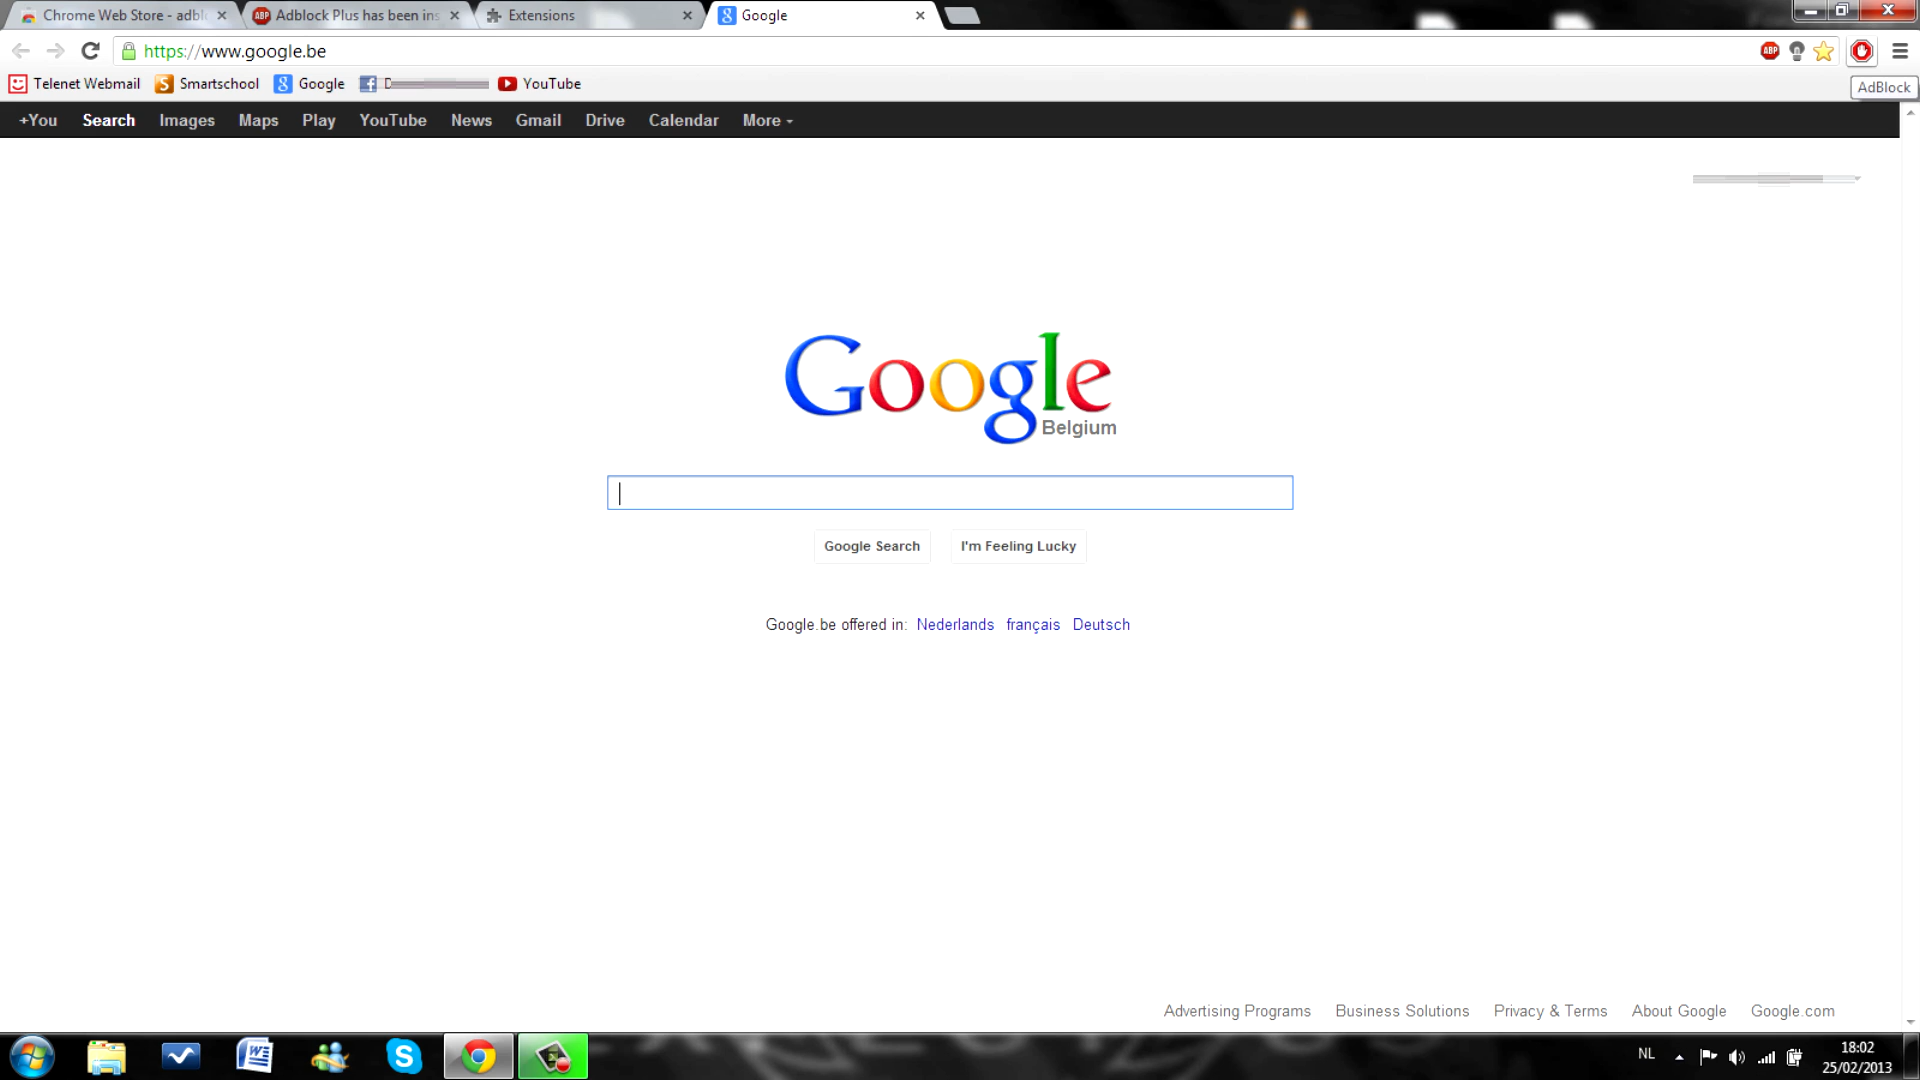 Chrome Web Store - adbl
Adblock Plus has been ins
Extensions
Google
https://www.google.be
ABP
Telenet Webmail
Smartschool
Google
YouTube
AdBlock
+You Search Images Maps Play YouTube News Gmail Drive Calendar More
Google
Belgium
Google Search
I'm Feeling Lucky
Google.be offered in: Nederlands français Deutsch
Advertising Programs Business Solutions Privacy & Terms About Google Google.com
NL
18:02
25/02/2013